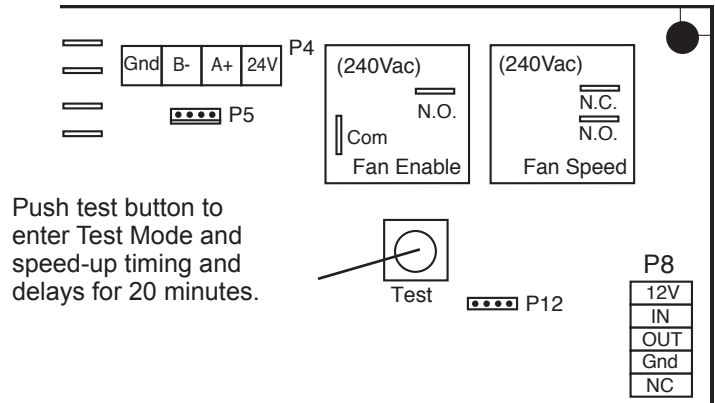 P4
Gnd B- A+ 24V
P5
(240Vac)
N.O.
Com
Fan Enable
(240Vac)
N.C.
N.O.
Fan Speed
Push test button to
enter Test Mode and
speed-up timing and
delays for 20 minutes.
Test
P12
P8
12V
IN
OUT
Gnd
NC